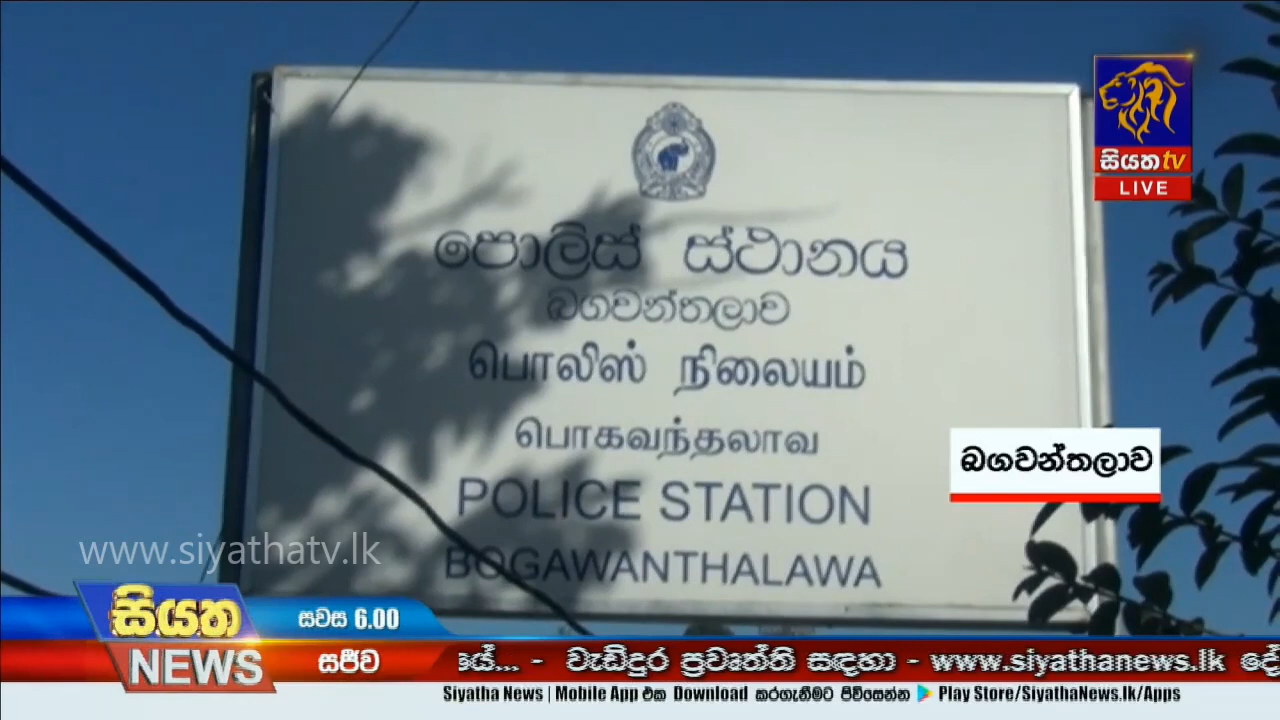 සියත tv
LIVE
පොලිස් ස්ථානය
බගවන්තලාව
பொலிஸ் நிலையம்
பொகவந்தலாவ
POLICE STATION
BOGAWANTHALAWA
බගවන්තලාව
www.siyathatv.lk
සියත
NEWS
සවස 6.00
සජීව
... - වැඩිදුර ප්‍රවෘත්ති සඳහා - www.siyathanews.lk
Siyatha News | Mobile App එක Download කරගැනීමට පිවිසෙන්න Play Store/SiyathaNews.lk/Apps